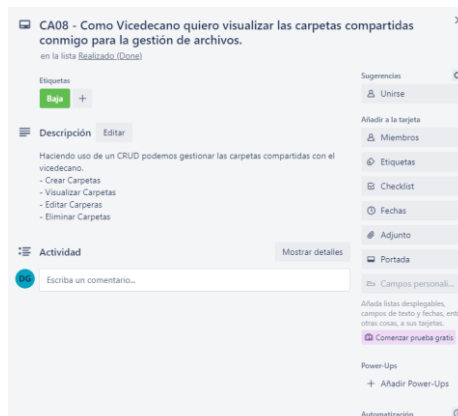 CA08 - Como Vicedecano quiero visualizar las carpetas compartidas
conmigo para la gestión de archivos.
en la lista Realizado (Done)
Etiquetas
Baja +
Descripción Editar
Haciendo uso de un CRUD podemos gestionar las carpetas compartidas con el
vicedecano.
- Crear Carpetas
- Visualizar Carpetas
- Editar Carperas
- Eliminar Carpetas
Actividad Mostrar detalles
DG Escriba un comentario...
Sugerencias
Unirse
Añadir a la tarjeta
Miembros
Etiquetas
Checklist
Fechas
Adjunto
Portada
Campos personali...
Añada listas desplegables,
campos de texto y fechas, ent
otras cosas, a sus tarjetas.
Comenzar prueba gratis
Power-Ups
+ Añadir Power-Ups
Automatización